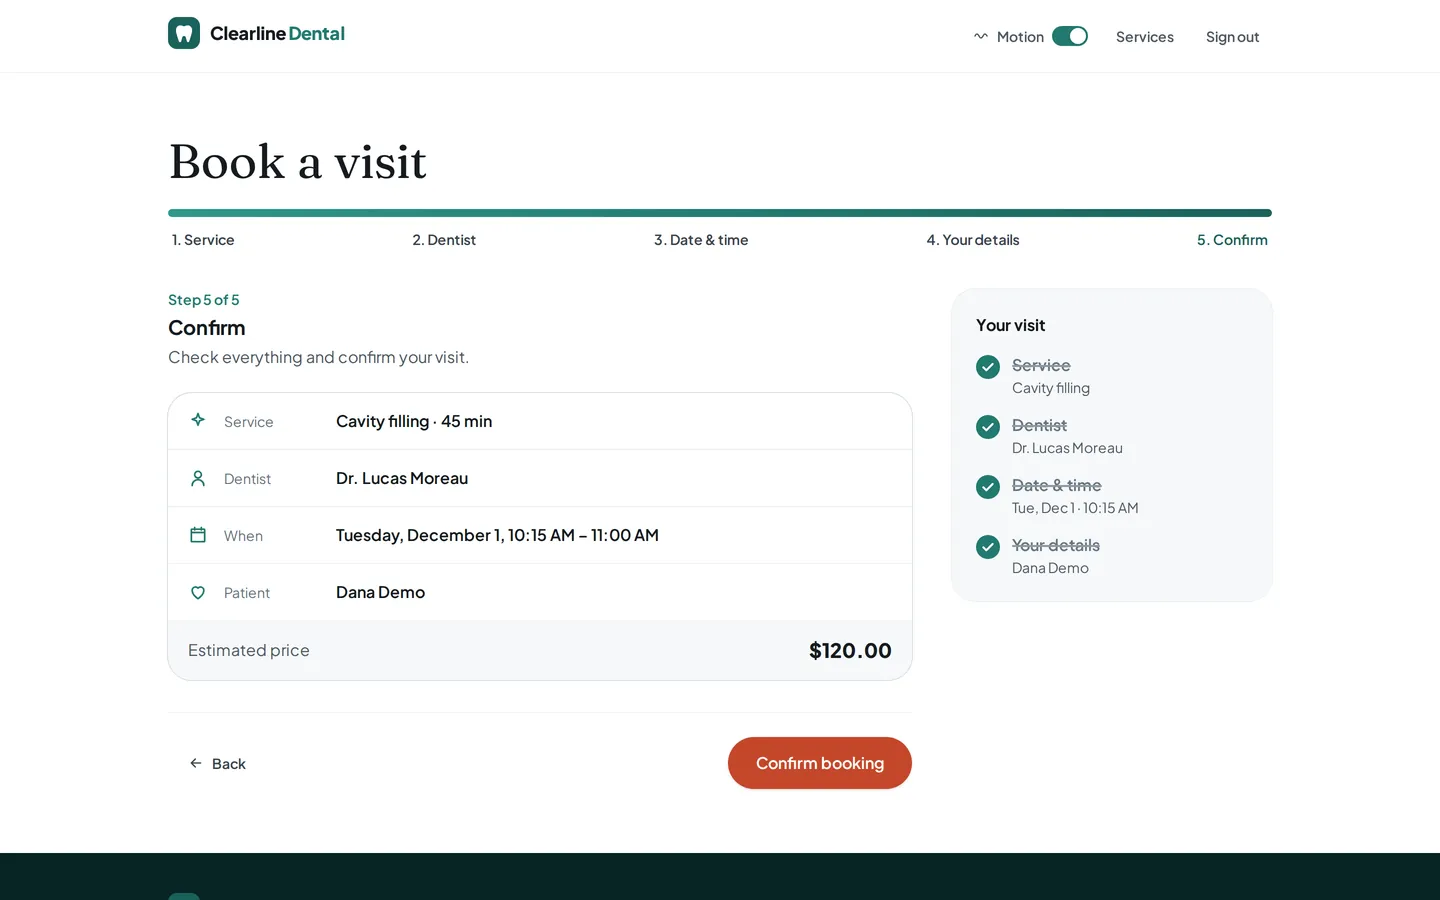 Clearline Dental
Motion
Services
Sign out
Book a visit
1. Service
2. Dentist
3. Date & time
4. Your details
5. Confirm
Step 5 of 5
Confirm
Check everything and confirm your visit.
Service
Cavity filling · 45 min
Dentist
Dr. Lucas Moreau
When
Tuesday, December 1, 10:15 AM – 11:00 AM
Patient
Dana Demo
Estimated price
$120.00
Back
Confirm booking
Your visit
Service
Cavity filling
Dentist
Dr. Lucas Moreau
Date & time
Tue, Dec 1 · 10:15 AM
Your details
Dana Demo